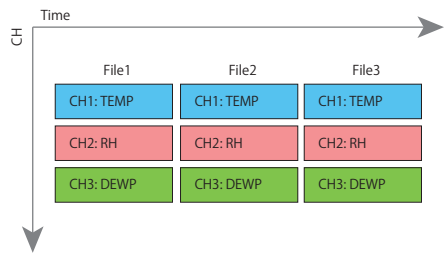 Time
CH
File1 File2 File3
CH1: TEMP CH1: TEMP CH1: TEMP
CH2: RH CH2: RH CH2: RH
CH3: DEWP CH3: DEWP CH3: DEWP